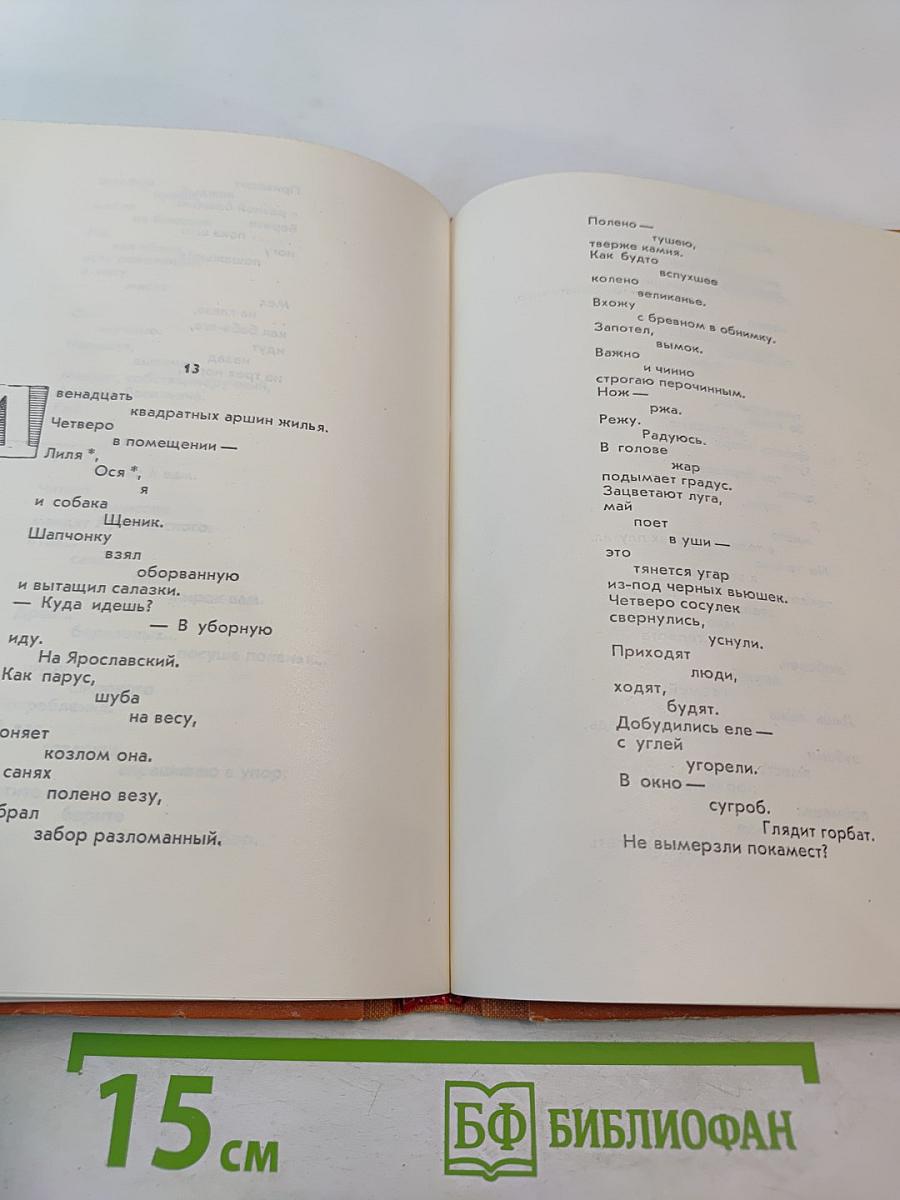 13
венадцать
квадратных аршин жилья.
Четверо
в помещении —
Лиля *,
Ося *,
я
и собака
Щеник.
Шапчонку
взял
оборванную
и вытащил салазки.
— Куда идешь?
— В уборную
иду.
На Ярославский.
Как парус,
шуба
на весу,
оняет
козлом она.
санях
полено везу,
брал
забор разломанный.
Полено —
тушею,
тверже камня.
Как будто
вспухшее
колено
великанье.
Вхожу
с бревном в обнимку.
Запотел,
вымок.
Важно
и чинно
строгаю перочинным.
Нож —
ржа.
Режу.
Радуюсь.
В голове
жар
подымает градус.
Зацветают луга,
май
поет
в уши —
это
тянется угар
из-под черных вьюшек.
Четверо сосулек
свернулись,
уснули.
Приходят
люди,
ходят,
будят.
Добудились еле —
с углей
угорели.
В окно —
сугроб.
Глядит горбат.
Не вымерзли покамест?
15 см
БФ БИБЛИОФАН